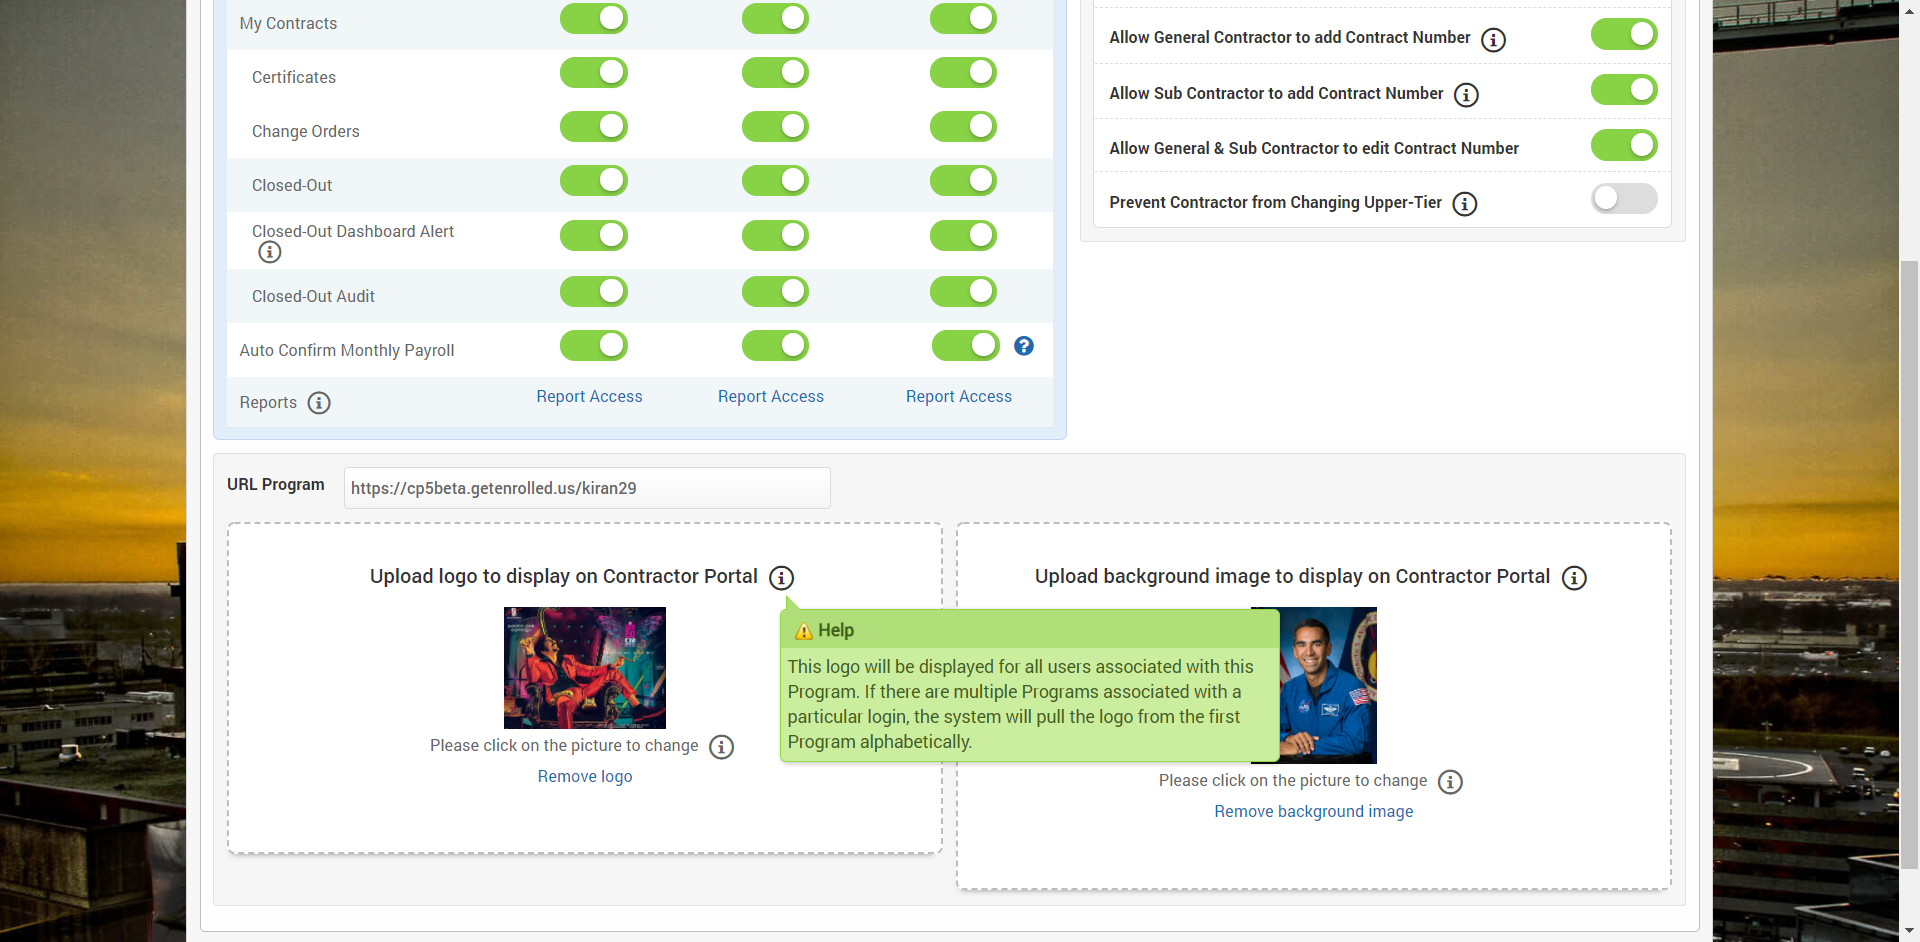 My Contracts
Certificates
Change Orders
Closed-Out
Closed-Out Dashboard Alert
Closed-Out Audit
Auto Confirm Monthly Payroll
Reports
Report Access
Report Access
Report Access
Allow General Contractor to add Contract Number
Allow Sub Contractor to add Contract Number
Allow General & Sub Contractor to edit Contract Number
Prevent Contractor from Changing Upper-Tier
URL Program
https://cp5beta.getenrolled.us/kiran29
Upload logo to display on Contractor Portal
Please click on the picture to change
Remove logo
Help
This logo will be displayed for all users associated with this
Program. If there are multiple Programs associated with a
particular login, the system will pull the logo from the first
Program alphabetically.
Upload background image to display on Contractor Portal
Please click on the picture to change
Remove background image